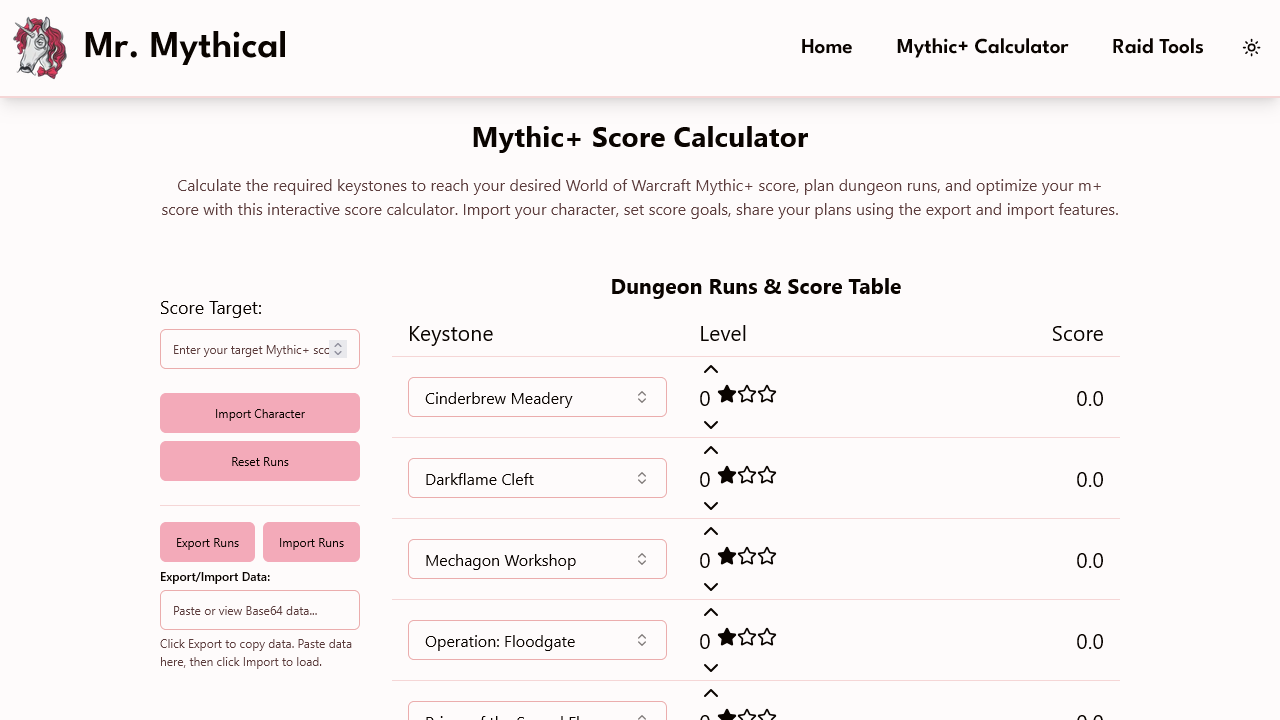 Mr. Mythical
Home
Mythic+ Calculator
Raid Tools
Mythic+ Score Calculator
Calculate the required keystones to reach your desired World of Warcraft Mythic+ score, plan dungeon runs, and optimize your m+
score with this interactive score calculator. Import your character, set score goals, share your plans using the export and import features.
Score Target:
Enter your target Mythic+
Import Character
Reset Runs
Export Runs
Import Runs
Export/Import Data:
Paste or view Base64 data...
Click Export to copy data. Paste data
here, then click Import to load.
Dungeon Runs & Score Table
Keystone Level Score
Cinderbrew Meadery 0 0.0
Darkflame Cleft 0 0.0
Mechagon Workshop 0 0.0
Operation: Floodgate 0 0.0